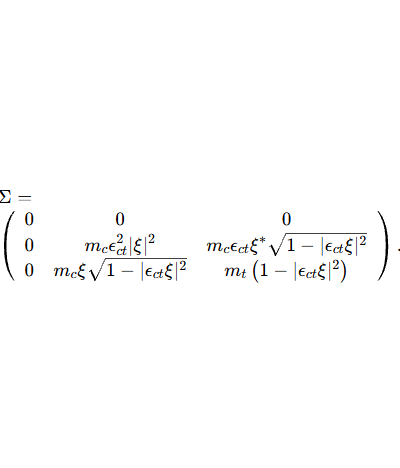 Σ =
( 0 0 0
0 m_c ϵ_{ct}^2 |ξ|^2 m_c ϵ_{ct} ξ^* √(1 − |ϵ_{ct} ξ|^2)
0 m_c ξ √(1 − |ϵ_{ct} ξ|^2) m_t (1 − |ϵ_{ct} ξ|^2) ) .